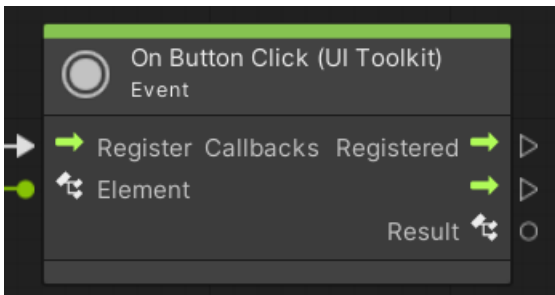 On Button Click (UI Toolkit)
Event
Register Callbacks Registered
Element
Result